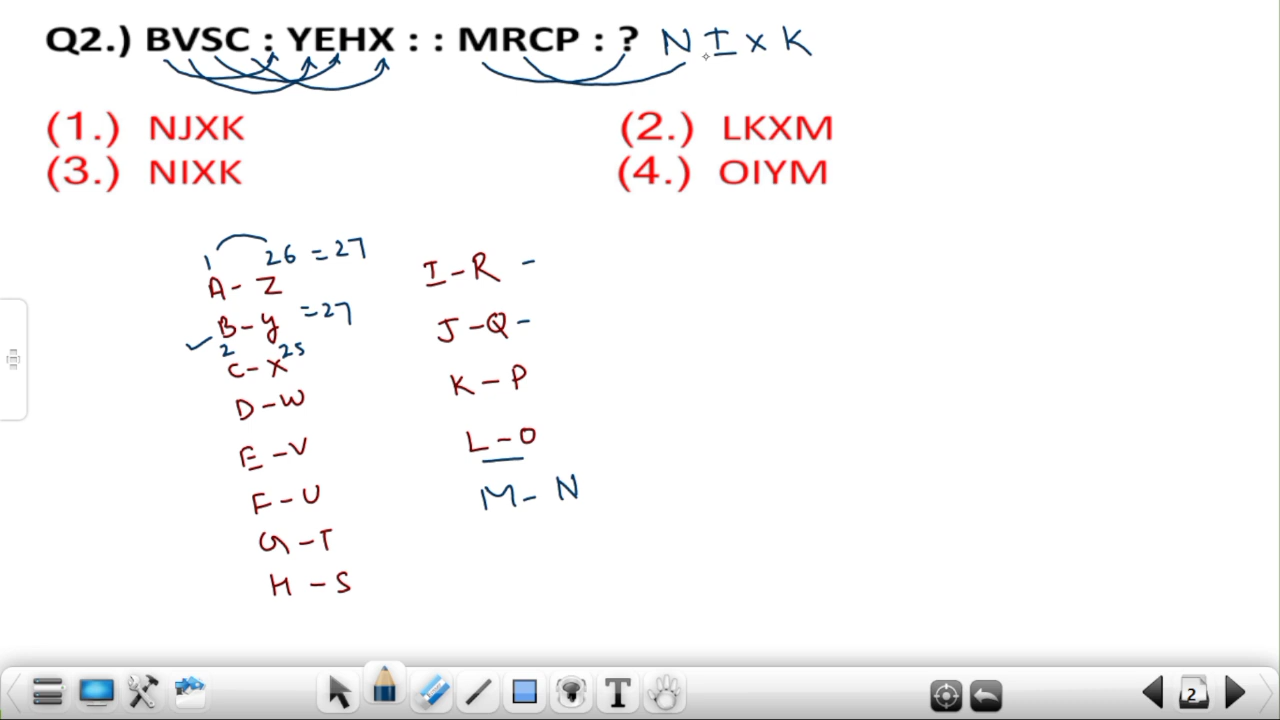 Q2.) BVSC : YEHX : : MRCP : ? N I X K
(1.) NJXK (2.) LKXM
(3.) NIXK (4.) OIYM
1 26 = 27
A - Z
B - Y = 27
2 25
C - X
D - W
E - V
F - U
G - T
H - S
I - R -
J - Q -
K - P
L - O
M - N
T
2